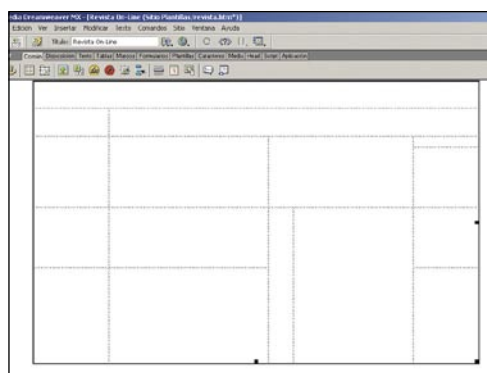 dia Dreamweaver MX - [Revista On-Line (Sitio Plantillas/revista.htm*)]
Edición Ver Insertar Modificar Texto Comandos Sitio Ventana Ayuda
Título: Revista On-Line
Común Disposición Texto Tablas Marcos Formularios Plantillas Caracteres Media Head Script Aplicación